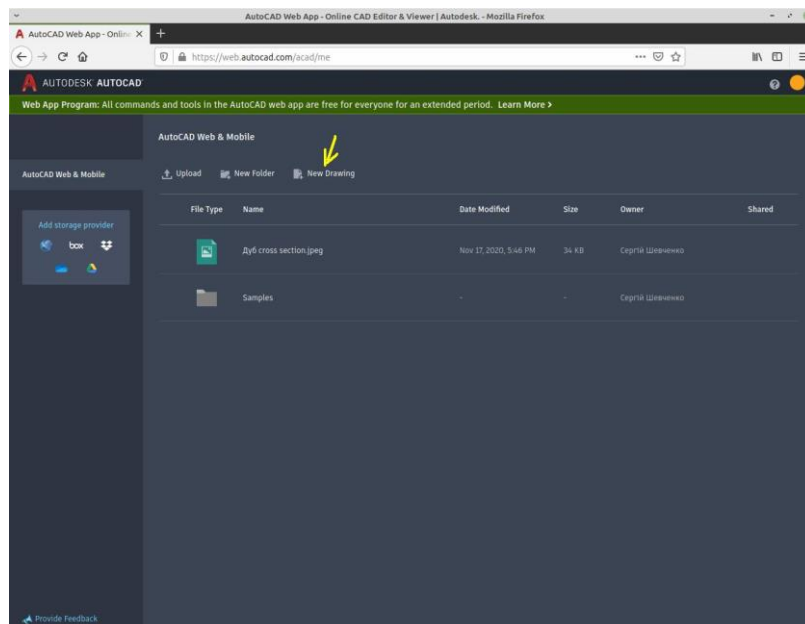 AutoCAD Web App - Online CAD Editor & Viewer | Autodesk. - Mozilla Firefox
AutoCAD Web App - Online
https://web.autocad.com/acad/me
AUTODESK AUTOCAD
Web App Program: All commands and tools in the AutoCAD web app are free for everyone for an extended period. Learn More >
AutoCAD Web & Mobile
AutoCAD Web & Mobile
Upload New Folder New Drawing
File Type Name Date Modified Size Owner Shared
Add storage provider
box
Дуб cross section.jpeg Nov 17, 2020, 5:46 PM 34 KB Сергій Шевченко
Samples - - Сергій Шевченко
Provide Feedback